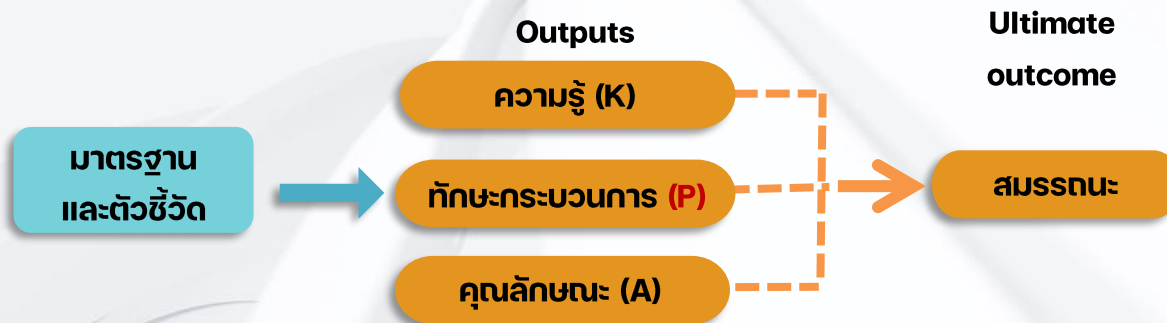 Outputs
Ultimate
outcome
ความรู้ (K)
มาตรฐาน
และตัวชี้วัด
ทักษะกระบวนการ (P)
สมรรถนะ
คุณลักษณะ (A)